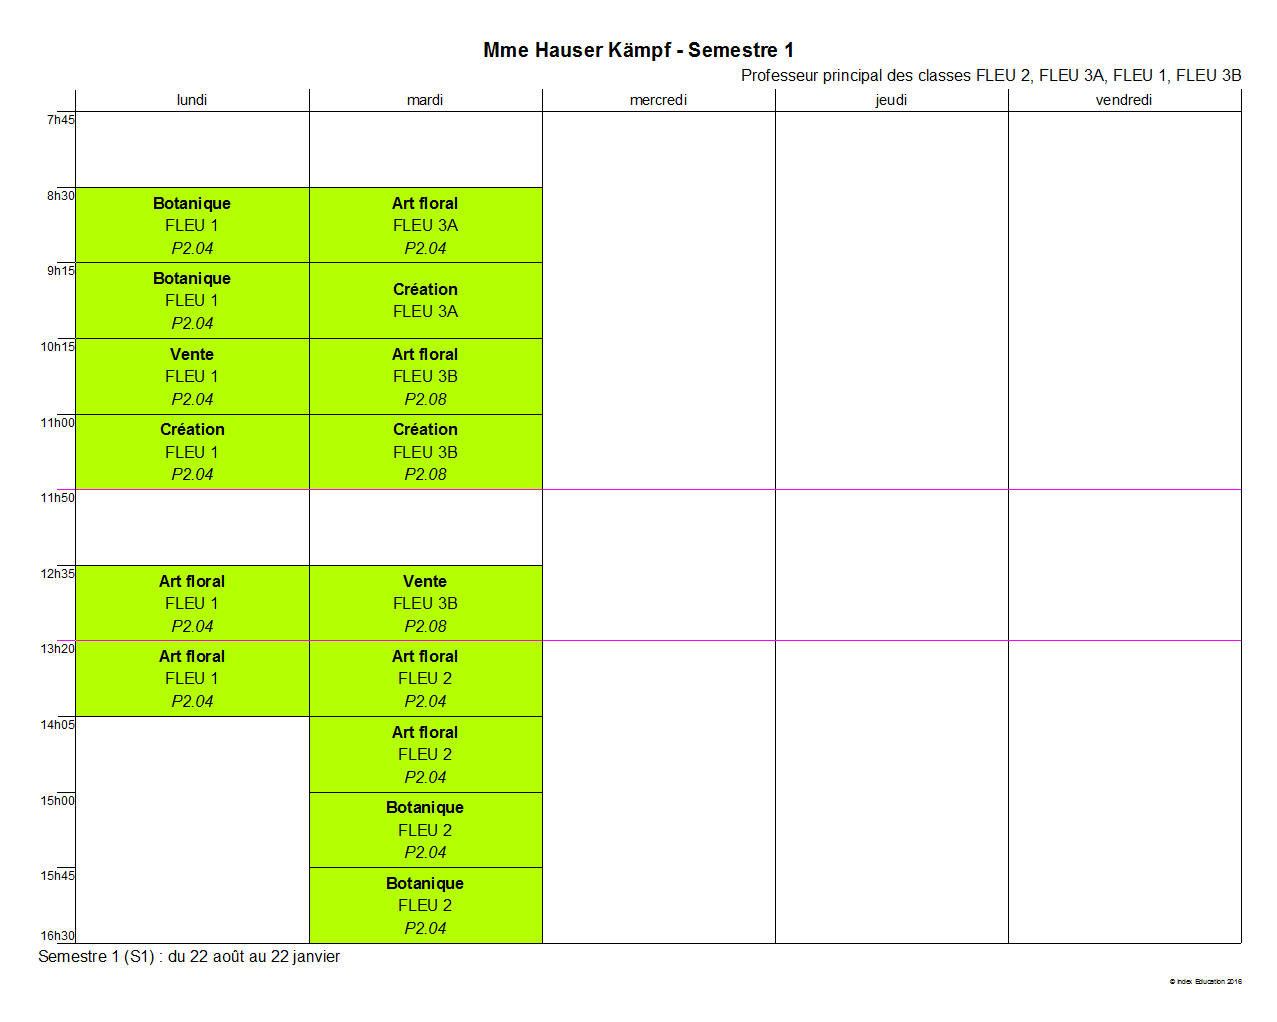 Mme Hauser Kämpf - Semestre 1
Professeur principal des classes FLEU 2, FLEU 3A, FLEU 1, FLEU 3B
lundi mardi mercredi jeudi vendredi
7h45
8h30
Botanique Art floral
FLEU 1 FLEU 3A
P2.04 P2.04
9h15
Botanique
FLEU 1
P2.04
Création
FLEU 3A
10h15
Vente Art floral
FLEU 1 FLEU 3B
P2.04 P2.08
11h00
Création Création
FLEU 1 FLEU 3B
P2.04 P2.08
11h50
12h35
Art floral Vente
FLEU 1 FLEU 3B
P2.04 P2.08
13h20
Art floral Art floral
FLEU 1 FLEU 2
P2.04 P2.04
14h05
Art floral
FLEU 2
P2.04
15h00
Botanique
FLEU 2
P2.04
15h45
Botanique
FLEU 2
P2.04
16h30
Semestre 1 (S1) : du 22 août au 22 janvier
© Index Education 2016